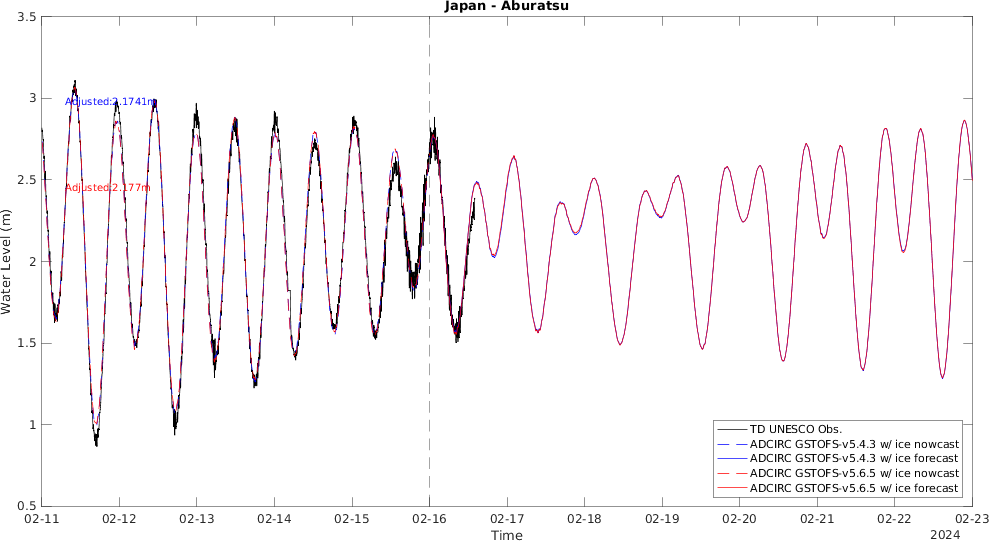 Japan - Aburatsu
3.5
3
2.5
2
1.5
1
0.5
Water Level (m)
Adjusted:2.1741m
Adjusted:2.177m
TD UNESCO Obs.
ADCIRC GSTOFS-v5.4.3 w/ ice nowcast
ADCIRC GSTOFS-v5.4.3 w/ ice forecast
ADCIRC GSTOFS-v5.6.5 w/ ice nowcast
ADCIRC GSTOFS-v5.6.5 w/ ice forecast
02-11 02-12 02-13 02-14 02-15 02-16 02-17 02-18 02-19 02-20 02-21 02-22 02-23
Time
2024